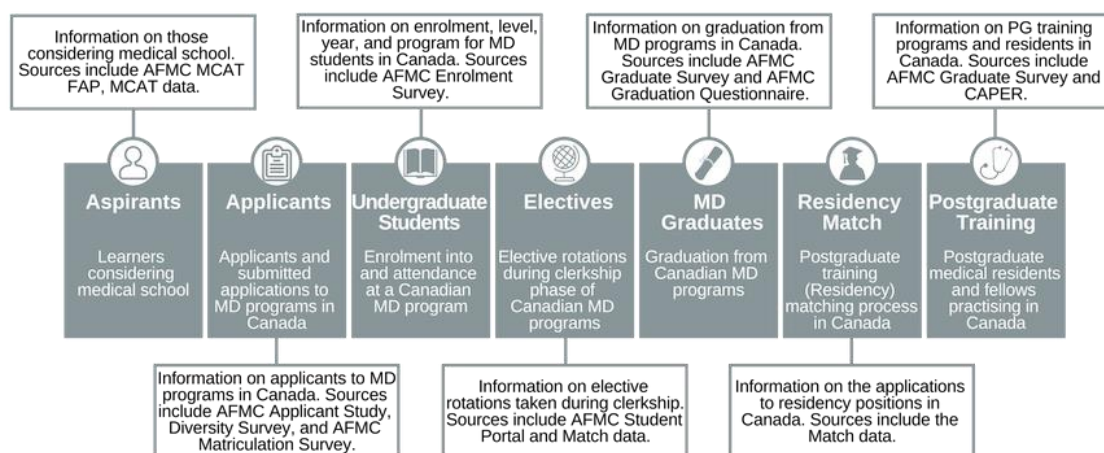 Information on those
considering medical school.
Sources include AFMC MCAT
FAP, MCAT data.
Information on enrolment, level,
year, and program for MD
students in Canada. Sources
include AFMC Enrolment
Survey.
Information on graduation from
MD programs in Canada.
Sources include AFMC
Graduate Survey and AFMC
Graduation Questionnaire.
Information on PG training
programs and residents in
Canada. Sources include
AFMC Graduate Survey and
CAPER.
Aspirants
Learners
considering
medical school
Applicants
Applicants and
submitted
applications to
MD programs in
Canada
Undergraduate
Students
Enrolment into
and attendance
at a Canadian
MD program
Electives
Elective rotations
during clerkship
phase of
Canadian MD
programs
MD
Graduates
Graduation from
Canadian MD
programs
Residency
Match
Postgraduate
training
(Residency)
matching process
in Canada
Postgraduate
Training
Postgraduate
medical residents
and fellows
practising in
Canada
Information on applicants to MD
programs in Canada. Sources
include AFMC Applicant Study,
Diversity Survey, and AFMC
Matriculation Survey.
Information on elective
rotations taken during clerkship.
Sources include AFMC Student
Portal and Match data.
Information on the applications
to residency positions in
Canada. Sources include the
Match data.